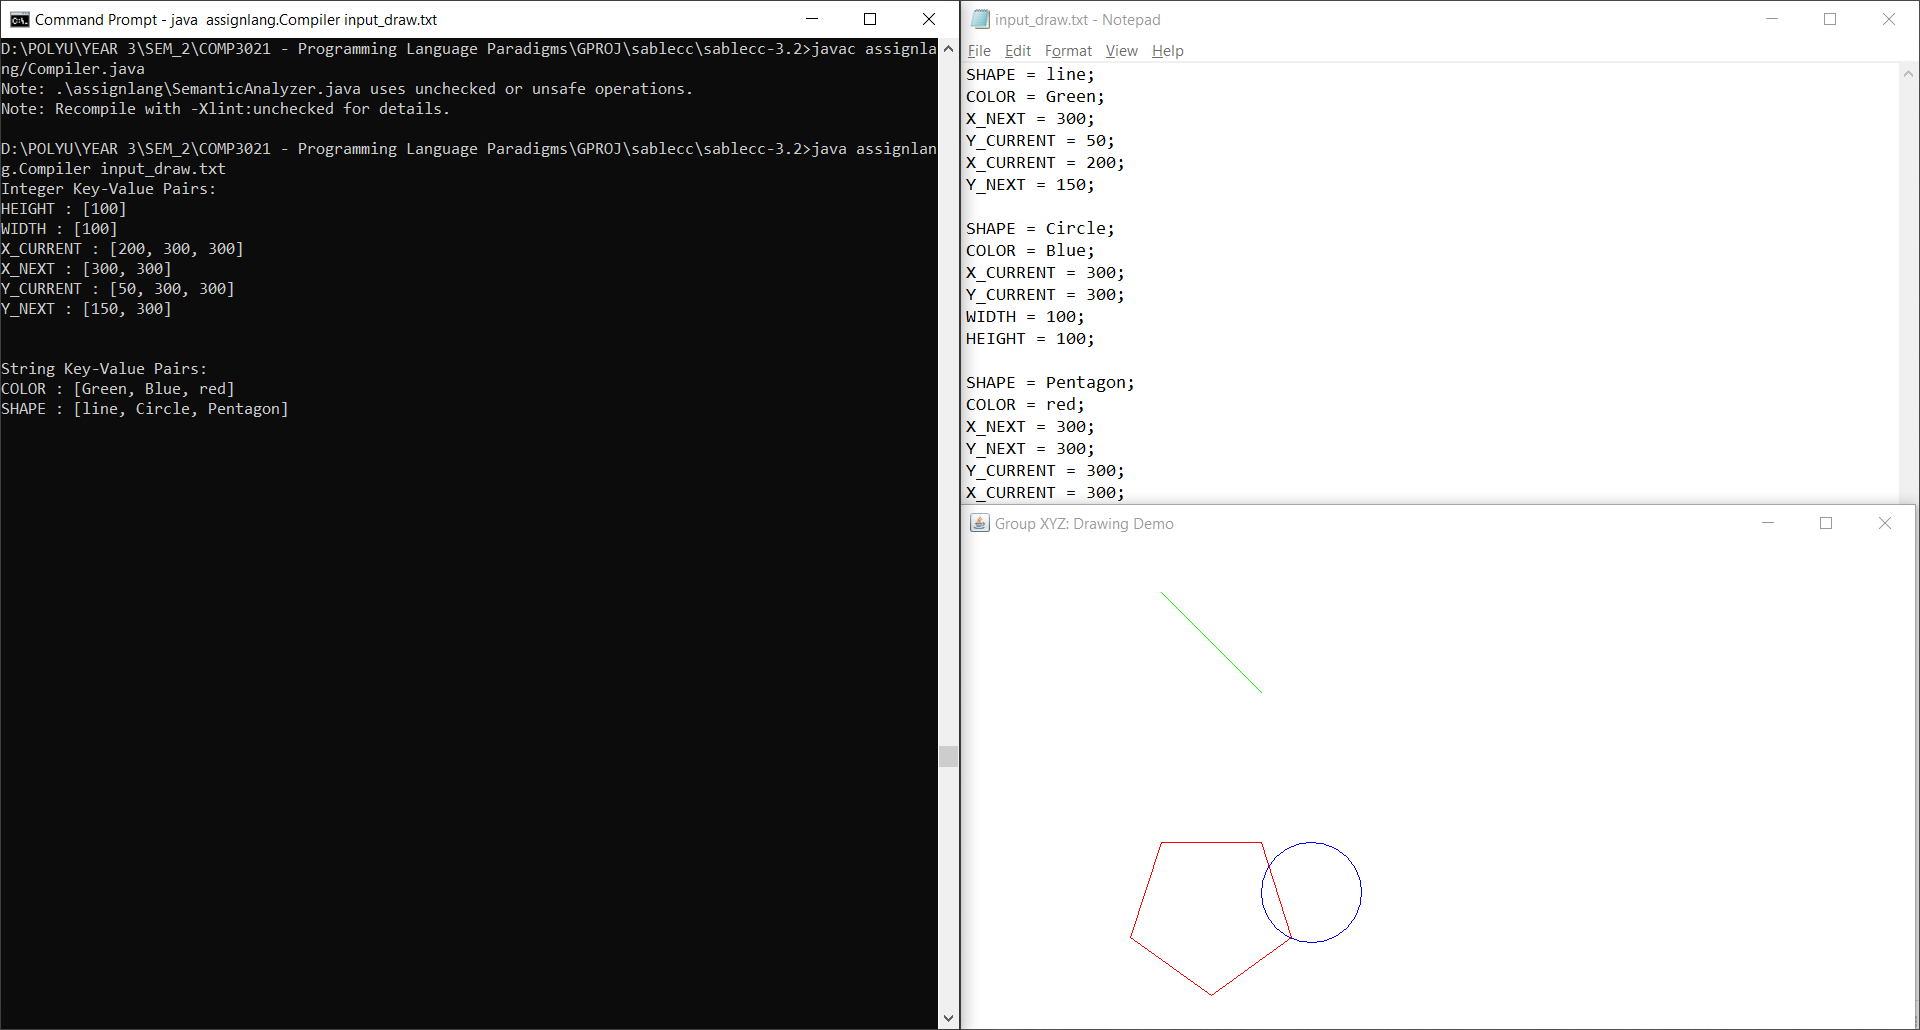 Command Prompt - java  assignlang.Compiler input_draw.txt
D:\POLYU\YEAR 3\SEM_2\COMP3021 - Programming Language Paradigms\GPROJ\sablecc\sablecc-3.2>javac assignla
ng/Compiler.java
Note: .\assignlang\SemanticAnalyzer.java uses unchecked or unsafe operations.
Note: Recompile with -Xlint:unchecked for details.
D:\POLYU\YEAR 3\SEM_2\COMP3021 - Programming Language Paradigms\GPROJ\sablecc\sablecc-3.2>java assignlan
g.Compiler input_draw.txt
Integer Key-Value Pairs:
HEIGHT : [100]
WIDTH : [100]
X_CURRENT : [200, 300, 300]
X_NEXT : [300, 300]
Y_CURRENT : [50, 300, 300]
Y_NEXT : [150, 300]
String Key-Value Pairs:
COLOR : [Green, Blue, red]
SHAPE : [line, Circle, Pentagon]
input_draw.txt - Notepad
File Edit Format View Help
SHAPE = line;
COLOR = Green;
X_NEXT = 300;
Y_CURRENT = 50;
X_CURRENT = 200;
Y_NEXT = 150;
SHAPE = Circle;
COLOR = Blue;
X_CURRENT = 300;
Y_CURRENT = 300;
WIDTH = 100;
HEIGHT = 100;
SHAPE = Pentagon;
COLOR = red;
X_NEXT = 300;
Y_NEXT = 300;
Y_CURRENT = 300;
X_CURRENT = 300;
Group XYZ: Drawing Demo